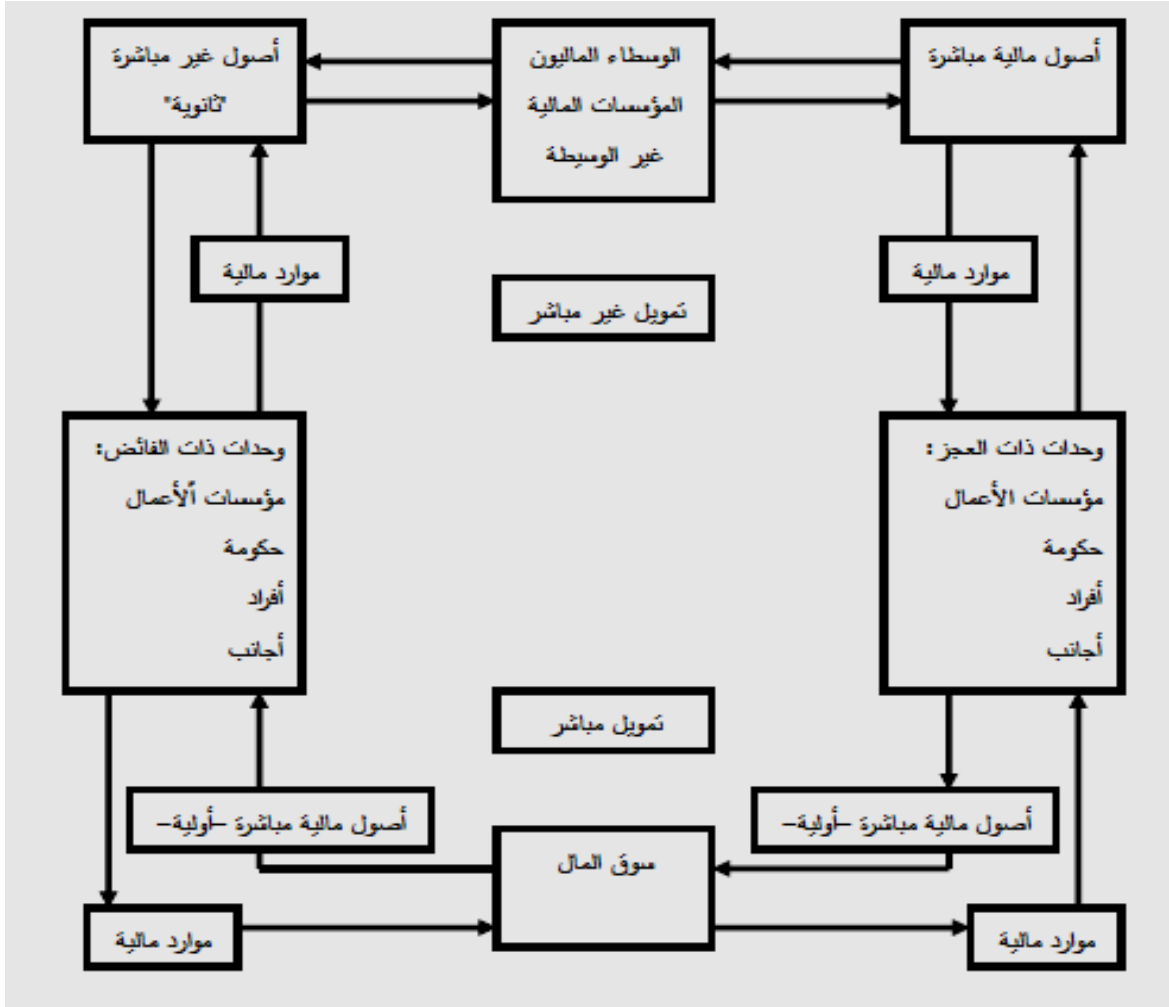 أصول مالية مباشرة
الوسطاء الماليون
المؤسسات المالية
غير الوسيطة
أصول غير مباشرة
"ثانوية"
موارد مالية
موارد مالية
تمويل غير مباشر
وحدات ذات العجز :
مؤسسات الأعمال
حكومة
أفراد
أجانب
وحدات ذات الفائض:
مؤسسات ٱلأعمال
حكومة
أفراد
أجانب
تمويل مباشر
أصول مالية مباشرة –أولية–
أصول مالية مباشرة –أولية–
سوق المال
موارد مالية
موارد مالية